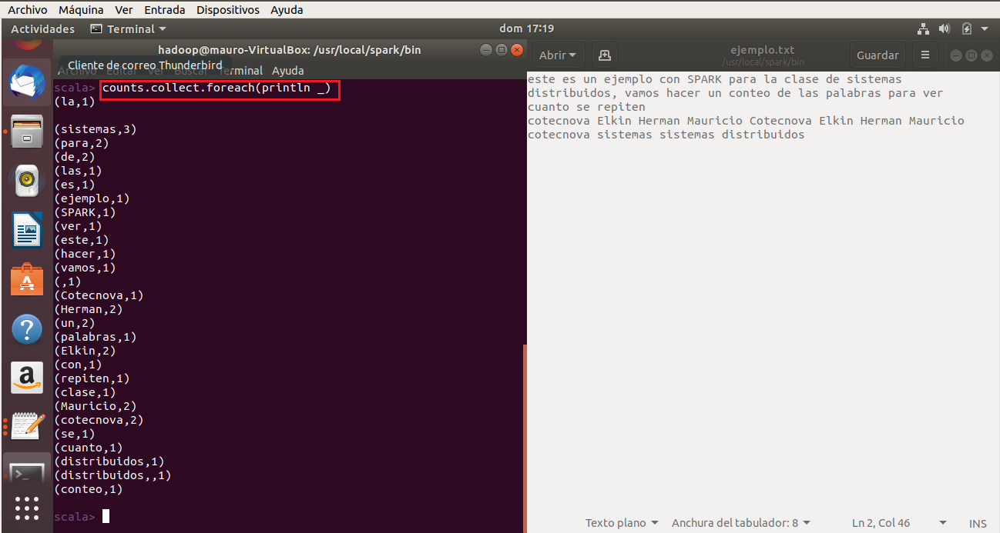 Archivo Máquina Ver Entrada Dispositivos Ayuda
Actividades Terminal dom 17:19
hadoop@mauro-VirtualBox: /usr/local/spark/bin
Archivo Editar Ver Buscar Terminal Ayuda
Cliente de correo Thunderbird
scala> counts.collect.foreach(println _)
(la,1)
(sistemas,3)
(para,2)
(de,2)
(las,1)
(es,1)
(ejemplo,1)
(SPARK,1)
(ver,1)
(este,1)
(hacer,1)
(vamos,1)
(,1)
(Cotecnova,1)
(Herman,2)
(un,2)
(palabras,1)
(Elkin,2)
(con,1)
(repiten,1)
(clase,1)
(Mauricio,2)
(cotecnova,2)
(se,1)
(cuanto,1)
(distribuidos,1)
(distribuidos,,1)
(conteo,1)
scala>
Abrir ejemplo.txt Guardar
/usr/local/spark/bin
este es un ejemplo con SPARK para la clase de sistemas
distribuidos, vamos hacer un conteo de las palabras para ver
cuanto se repiten
cotecnova Elkin Herman Mauricio Cotecnova Elkin Herman Mauricio
cotecnova sistemas sistemas distribuidos
Texto plano Anchura del tabulador: 8 Ln 2, Col 46 INS